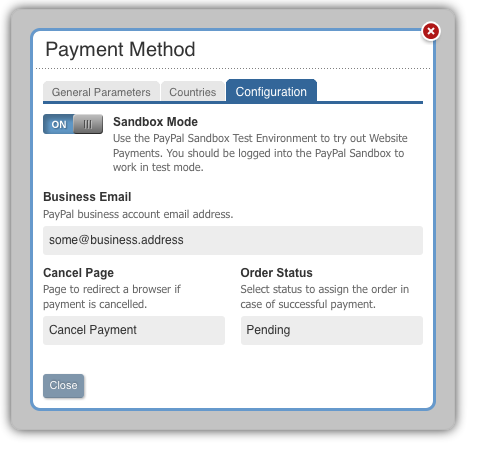 Payment Method
General Parameters Countries Configuration
ON Sandbox Mode
Use the PayPal Sandbox Test Environment to try out Website
Payments. You should be logged into the PayPal Sandbox to
work in test mode.
Business Email
PayPal business account email address.
some@business.address
Cancel Page
Page to redirect a browser if
payment is cancelled.
Cancel Payment
Order Status
Select status to assign the order in
case of successful payment.
Pending
Close